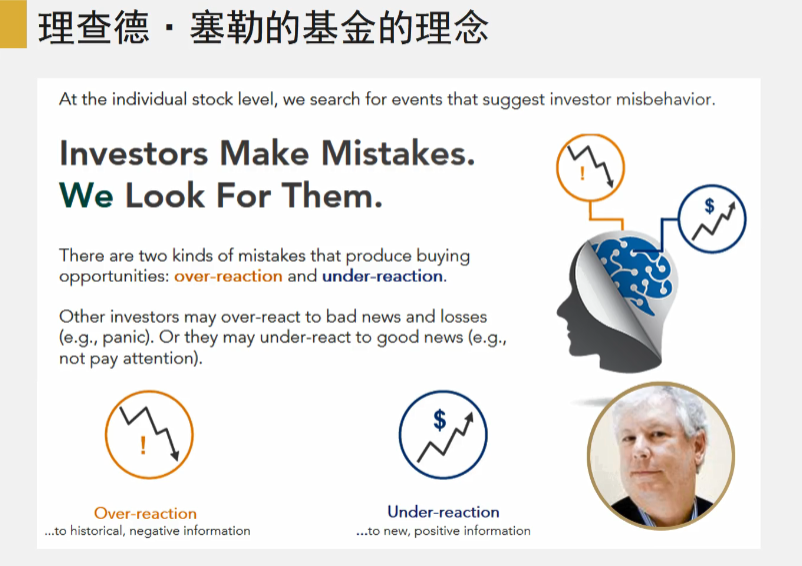 理查德·塞勒的基金的理念
At the individual stock level, we search for events that suggest investor misbehavior.
Investors Make Mistakes.
We Look For Them.
There are two kinds of mistakes that produce buying
opportunities: over-reaction and under-reaction.
Other investors may over-react to bad news and losses
(e.g., panic). Or they may under-react to good news (e.g.,
not pay attention).
!
$
!
$
Over-reaction
...to historical, negative information
Under-reaction
...to new, positive information